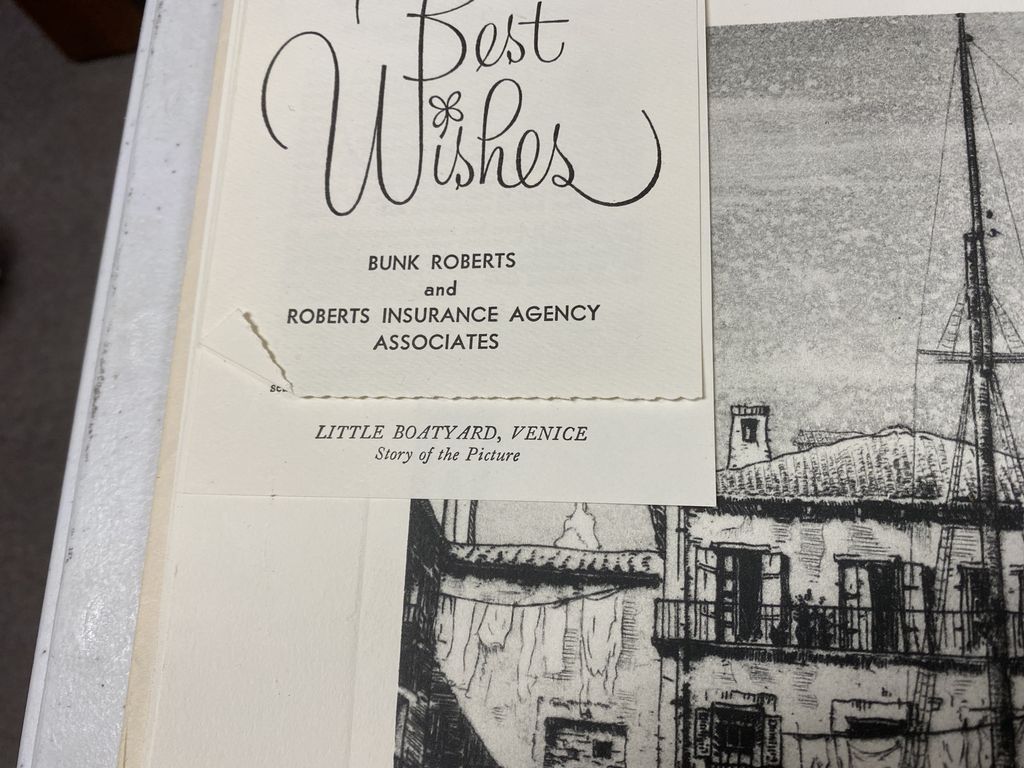 Best
Wishes
BUNK ROBERTS
and
ROBERTS INSURANCE AGENCY
ASSOCIATES
LITTLE BOATYARD, VENICE
Story of the Picture